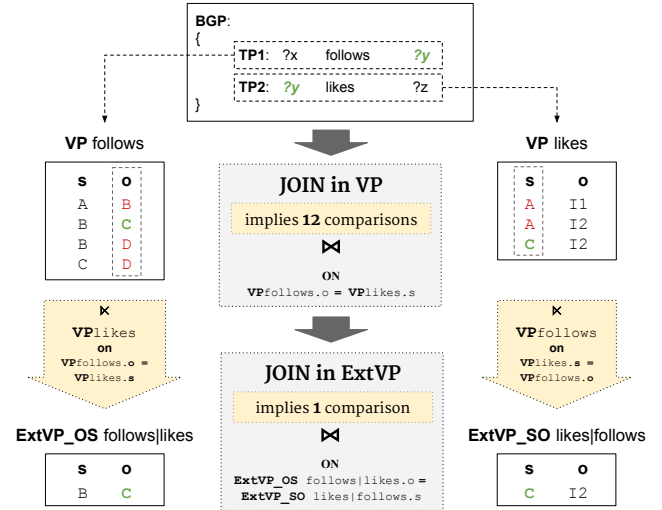 BGP:
{
TP1: ?x follows ?y
TP2: ?y likes ?z
}
VP follows
s o
A B
B C
B D
C D
VP likes
s o
A I1
A I2
C I2
JOIN in VP
implies 12 comparisons
⋈
ON
VPfollows.o = VPlikes.s
⋉
VPlikes
on
VPfollows.o =
VPlikes.s
⋉
VPfollows
on
VPlikes.s =
VPfollows.o
JOIN in ExtVP
implies 1 comparison
⋈
ON
ExtVP_OS follows|likes.o =
ExtVP_SO likes|follows.s
ExtVP_OS follows|likes
s o
B C
ExtVP_SO likes|follows
s o
C I2